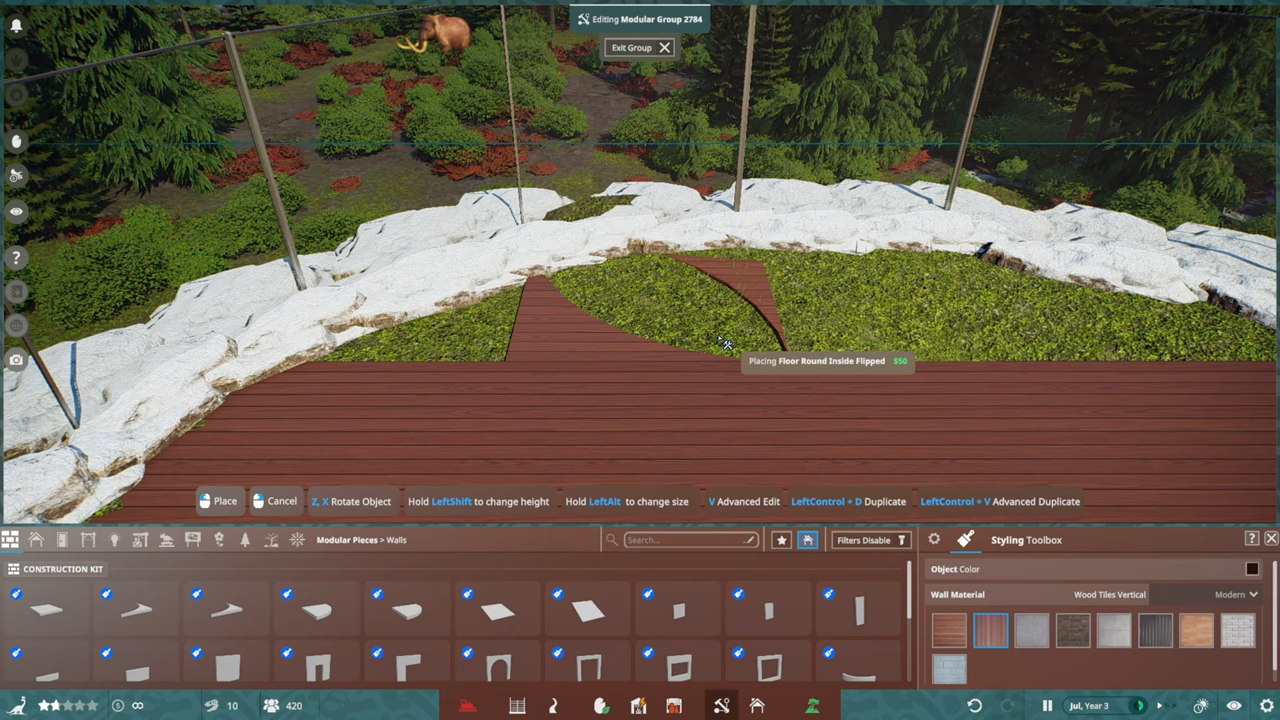 Editing Modular Group 2784
Exit Group
Placing Floor Round Inside Flipped $50
Place
Cancel
Z, X Rotate Object
Hold LeftShift to change height
Hold LeftAlt to change size
V Advanced Edit
LeftControl + D Duplicate
LeftControl + V Advanced Duplicate
Modular Pieces > Walls
Search...
Filters Disable
Styling Toolbox
?
CONSTRUCTION KIT
Object Color
Wall Material
Wood Tiles Vertical
Modern
10
420
Jul, Year 3